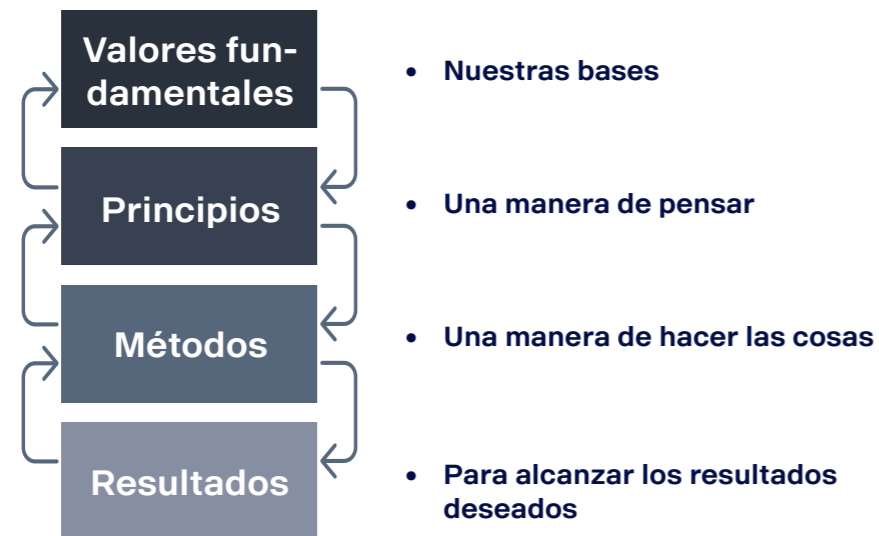 Valores fun-
damentales
• Nuestras bases
Principios
• Una manera de pensar
Métodos
• Una manera de hacer las cosas
Resultados
• Para alcanzar los resultados
deseados